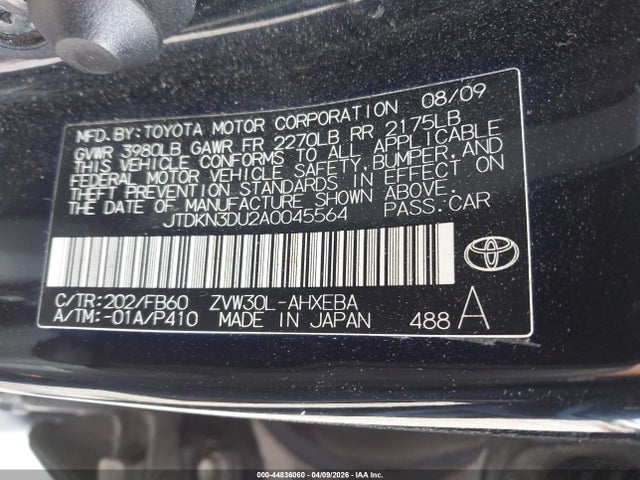 MFD. BY: TOYOTA MOTOR CORPORATION 08/09
GVWR 3980LB GAWR FR 2270LB RR 2175LB
THIS VEHICLE CONFORMS TO ALL APPLICABLE
FEDERAL MOTOR VEHICLE SAFETY, BUMPER, AND
THEFT PREVENTION STANDARDS IN EFFECT ON
THE DATE OF MANUFACTURE SHOWN ABOVE.
JTDKN3DU2A0045564 PASS. CAR
C/TR: 202/FB60 ZVW30L-AHXEBA
A/TM: -01A/P410 MADE IN JAPAN 488 A
TOYOTA
000-44836060 - 04/09/2026 - IAA, Inc.